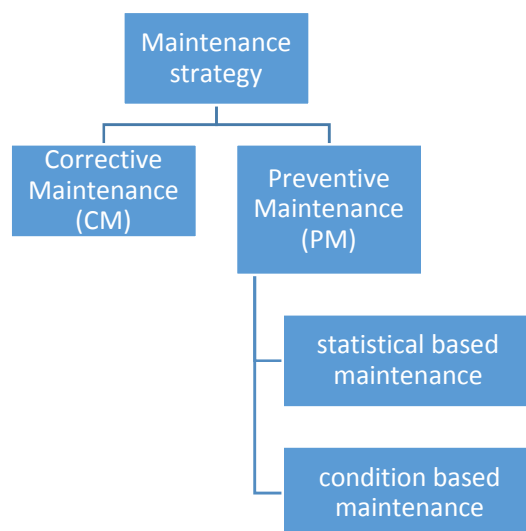 Maintenance
strategy
Corrective
Maintenance
(CM)
Preventive
Maintenance
(PM)
statistical based
maintenance
condition based
maintenance